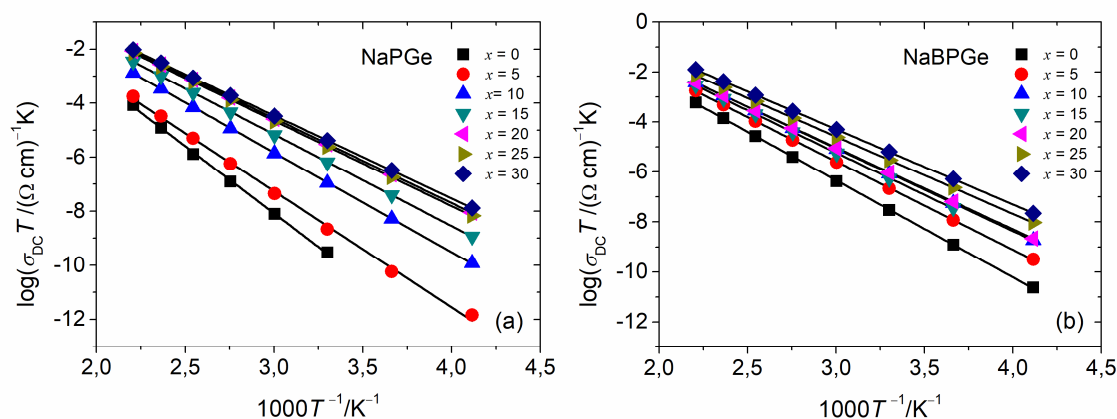 NaPGe
x = 0
x = 5
x= 10
x = 15
x = 20
x = 25
x = 30
-2
-4
-6
-8
-10
-12
log(σDC T /(Ω cm)⁻¹K)
(a)
2,0 2,5 3,0 3,5 4,0 4,5
1000T ⁻¹/K⁻¹
NaBPGe
x = 0
x = 5
x = 10
x = 15
x = 20
x = 25
x = 30
0
-2
-4
-6
-8
-10
-12
log(σDC T /(Ω cm)⁻¹K)
(b)
2,0 2,5 3,0 3,5 4,0 4,5
1000T ⁻¹/K⁻¹